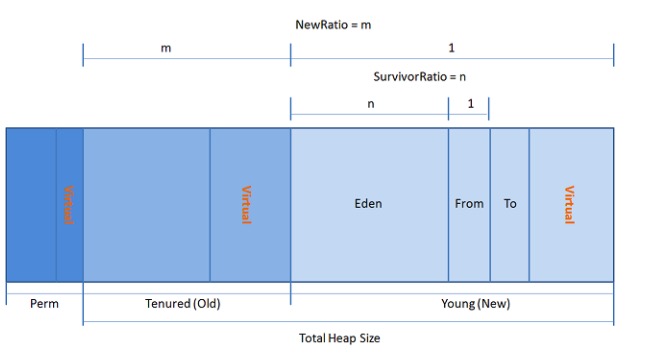 NewRatio = m
m
1
SurvivorRatio = n
n
1
Virtual
Virtual
Eden
From
To
Virtual
Perm
Tenured (Old)
Young (New)
Total Heap Size